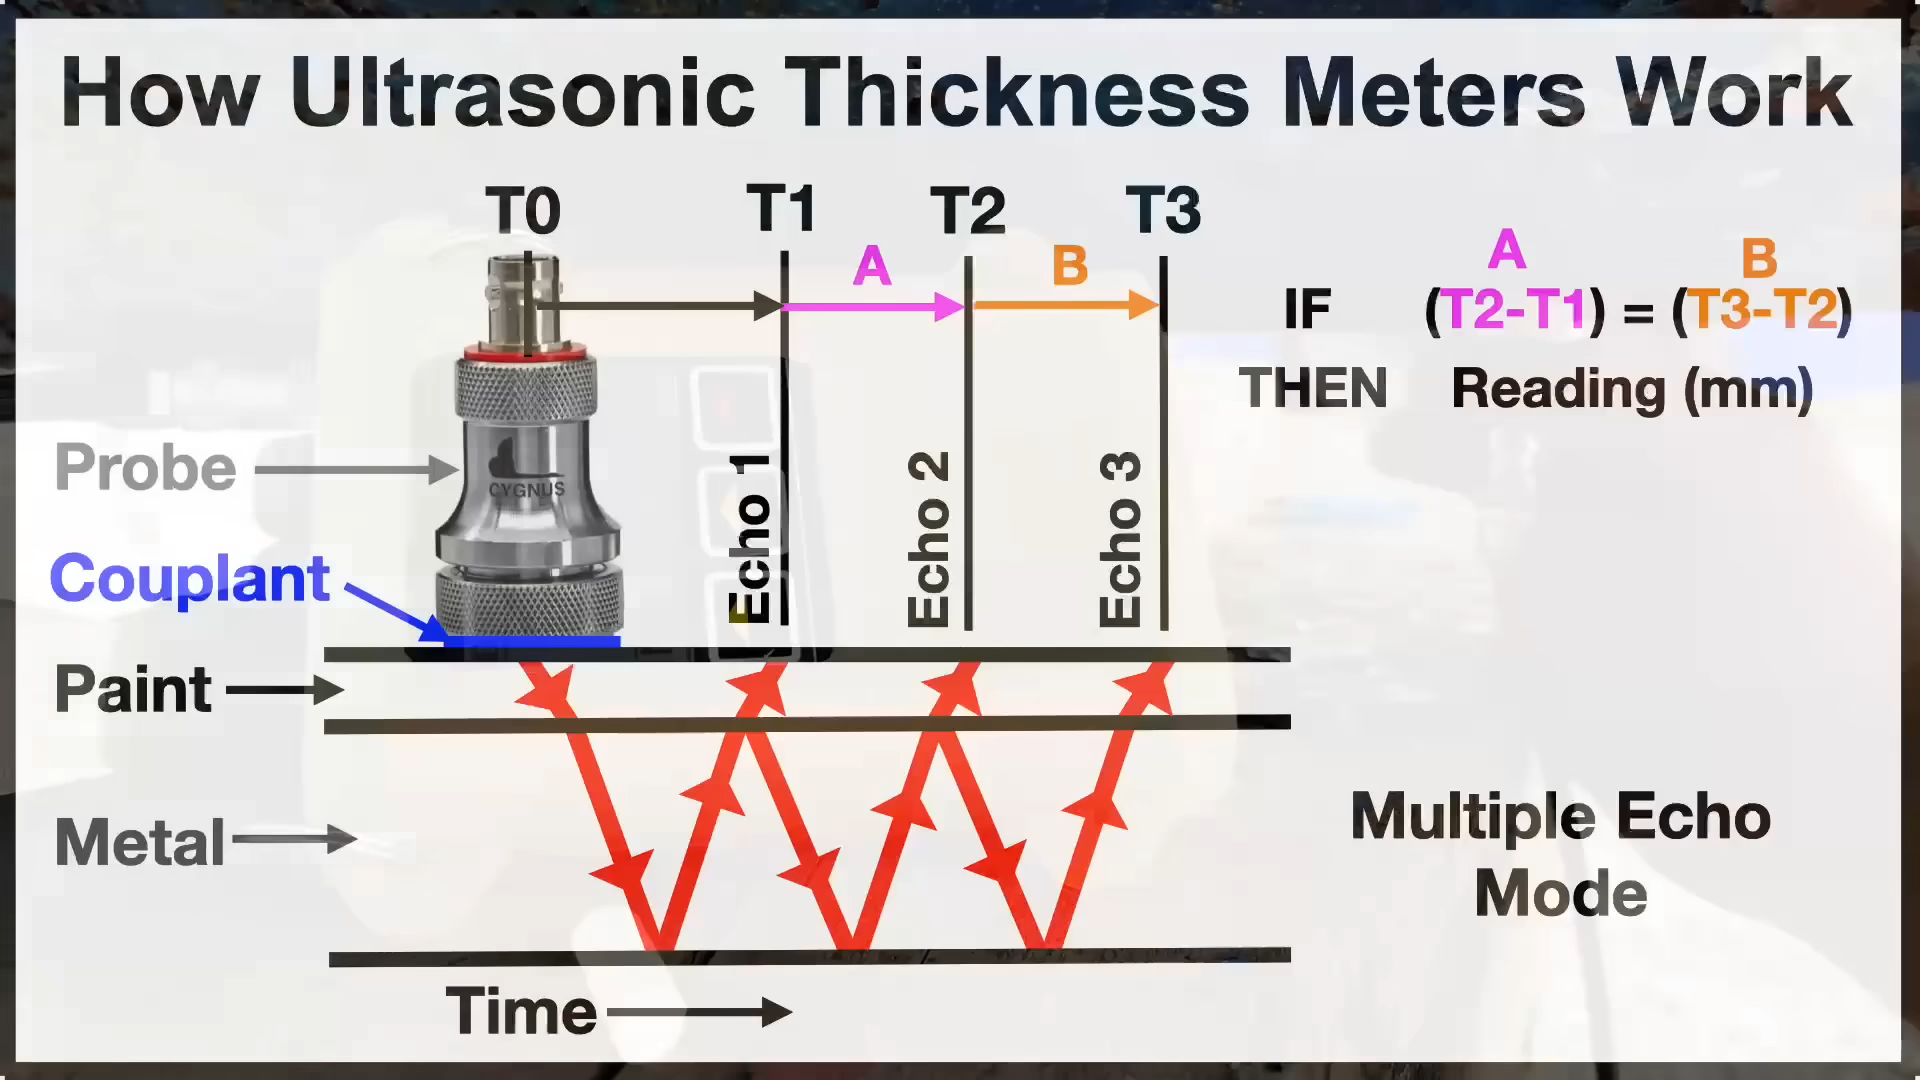 How Ultrasonic Thickness Meters Work
T0
T1
T2
T3
A
B
A
B
IF (T2-T1) = (T3-T2)
THEN Reading (mm)
Probe
CYGNUS
Echo 1
Echo 2
Echo 3
Couplant
Paint
Metal
Multiple Echo
Mode
Time